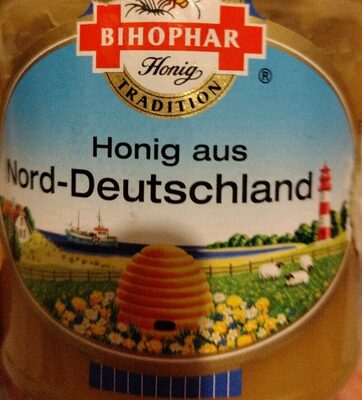 BIHOPHAR
Honig
TRADITION
®
Honig aus
Nord-Deutschland